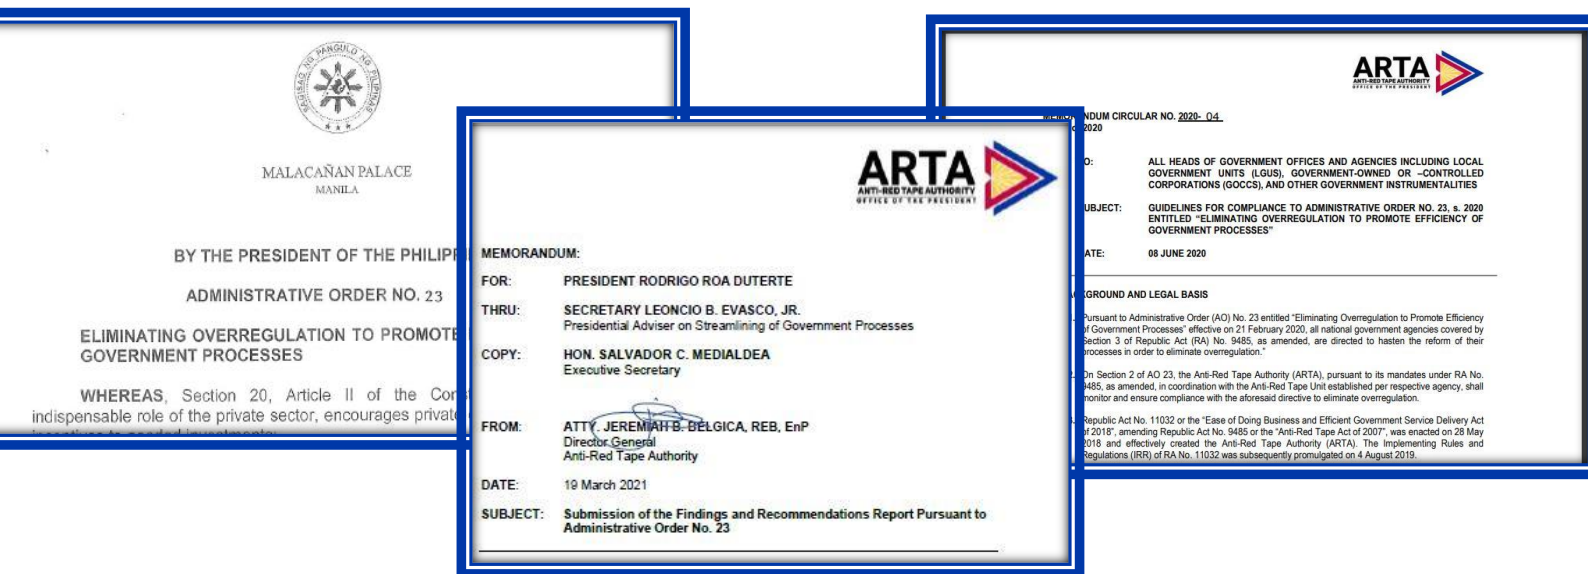 PANGULO NG PILIPINAS
SAGISAG NG
MALACAÑAN PALACE
MANILA
BY THE PRESIDENT OF THE
ADMINISTRATIVE ORDER NO. 23
ELIMINATING OVERREGULATION TO PROMOTE
GOVERNMENT PROCESSES
WHEREAS, Section 20, Article II of the
indispensable role of the private sector, encourages private
ARTA
ANTI-RED TAPE AUTHORITY
OFFICE OF THE PRESIDENT
MEMORANDUM:
FOR: PRESIDENT RODRIGO ROA DUTERTE
THRU: SECRETARY LEONCIO B. EVASCO, JR.
Presidential Adviser on Streamlining of Government Processes
COPY: HON. SALVADOR C. MEDIALDEA
Executive Secretary
FROM: ATTY. JEREMIAH B. BELGICA, REB, EnP
Director General
Anti-Red Tape Authority
DATE: 19 March 2021
SUBJECT: Submission of the Findings and Recommendations Report Pursuant to
Administrative Order No. 23
ARTA
ANTI-RED TAPE AUTHORITY
OFFICE OF THE PRESIDENT
CIRCULAR NO. 2020- 04
2020
ALL HEADS OF GOVERNMENT OFFICES AND AGENCIES INCLUDING LOCAL
GOVERNMENT UNITS (LGUS), GOVERNMENT-OWNED OR –CONTROLLED
CORPORATIONS (GOCCS), AND OTHER GOVERNMENT INSTRUMENTALITIES
UBJECT: GUIDELINES FOR COMPLIANCE TO ADMINISTRATIVE ORDER NO. 23, s. 2020
ENTITLED “ELIMINATING OVERREGULATION TO PROMOTE EFFICIENCY OF
GOVERNMENT PROCESSES”
ATE: 08 JUNE 2020
KGROUND AND LEGAL BASIS
Pursuant to Administrative Order (AO) No. 23 entitled “Eliminating Overregulation to Promote Efficiency
of Government Processes” effective on 21 February 2020, all national government agencies covered by
Section 3 of Republic Act (RA) No. 9485, as amended, are directed to hasten the reform of their
processes in order to eliminate overregulation.”
On Section 2 of AO 23, the Anti-Red Tape Authority (ARTA), pursuant to its mandates under RA No.
9485, as amended, in coordination with the Anti-Red Tape Unit established per respective agency, shall
monitor and ensure compliance with the aforesaid directive to eliminate overregulation.
Republic Act No. 11032 or the “Ease of Doing Business and Efficient Government Service Delivery Act
of 2018”, amending Republic Act No. 9485 or the “Anti-Red Tape Act of 2007”, was enacted on 28 May
2018 and effectively created the Anti-Red Tape Authority (ARTA). The Implementing Rules and
Regulations (IRR) of RA No. 11032 was subsequently promulgated on 4 August 2019.